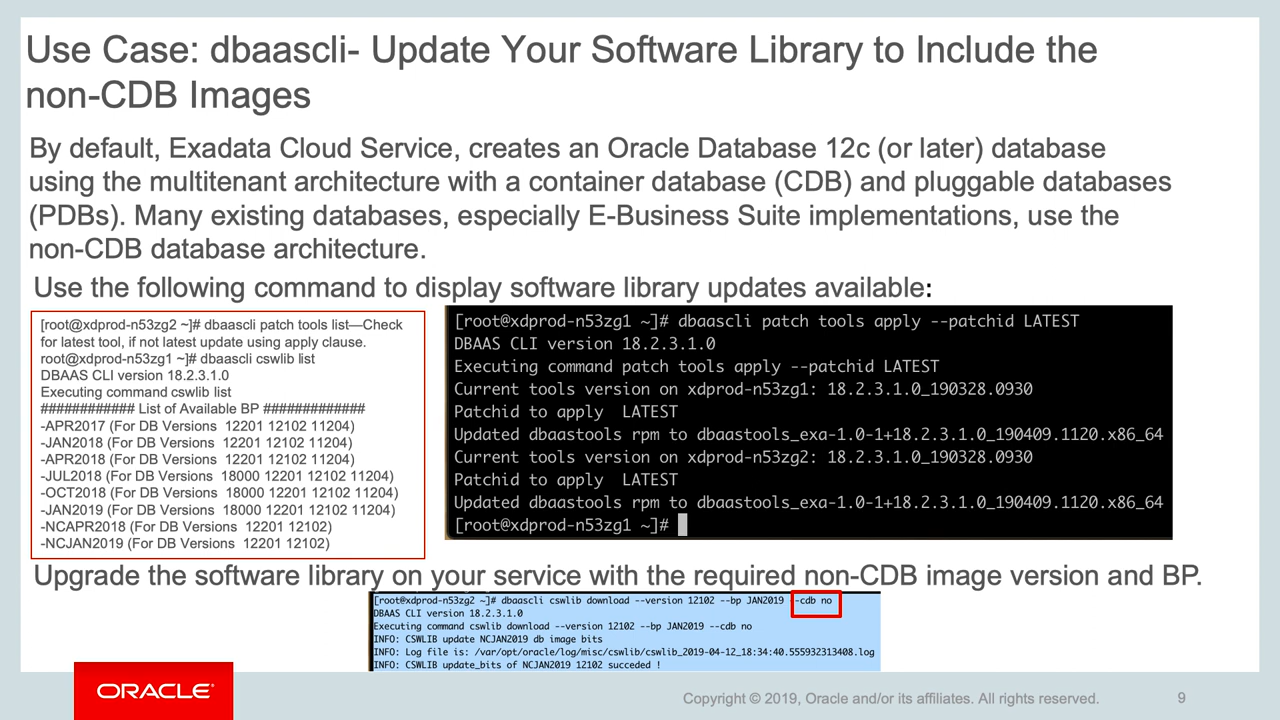 Use Case: dbaascli- Update Your Software Library to Include the
non-CDB Images
By default, Exadata Cloud Service, creates an Oracle Database 12c (or later) database
using the multitenant architecture with a container database (CDB) and pluggable databases
(PDBs). Many existing databases, especially E-Business Suite implementations, use the
non-CDB database architecture.
Use the following command to display software library updates available:
[root@xdprod-n53zg2 ~]# dbaascli patch tools list—Check
for latest tool, if not latest update using apply clause.
root@xdprod-n53zg1 ~]# dbaascli cswlib list
DBAAS CLI version 18.2.3.1.0
Executing command cswlib list
############ List of Available BP #############
-APR2017 (For DB Versions 12201 12102 11204)
-JAN2018 (For DB Versions 12201 12102 11204)
-APR2018 (For DB Versions 12201 12102 11204)
-JUL2018 (For DB Versions 18000 12201 12102 11204)
-OCT2018 (For DB Versions 18000 12201 12102 11204)
-JAN2019 (For DB Versions 18000 12201 12102 11204)
-NCAPR2018 (For DB Versions 12201 12102)
-NCJAN2019 (For DB Versions 12201 12102)
[root@xdprod-n53zg1 ~]# dbaascli patch tools apply --patchid LATEST
DBAAS CLI version 18.2.3.1.0
Executing command patch tools apply --patchid LATEST
Current tools version on xdprod-n53zg1: 18.2.3.1.0_190328.0930
Patchid to apply LATEST
Updated dbaastools rpm to dbaastools_exa-1.0-1+18.2.3.1.0_190409.1120.x86_64
Current tools version on xdprod-n53zg2: 18.2.3.1.0_190328.0930
Patchid to apply LATEST
Updated dbaastools rpm to dbaastools_exa-1.0-1+18.2.3.1.0_190409.1120.x86_64
[root@xdprod-n53zg1 ~]#
Upgrade the software library on your service with the required non-CDB image version and BP.
[root@xdprod-n53zg2 ~]# dbaascli cswlib download --version 12102 --bp JAN2019 --cdb no
DBAAS CLI version 18.2.3.1.0
Executing command cswlib download --version 12102 --bp JAN2019 --cdb no
INFO: CSWLIB update NCJAN2019 db image bits
INFO: Log file is: /var/opt/oracle/log/misc/cswlib/cswlib_2019-04-12_18:34:40.555932313408.log
INFO: CSWLIB update_bits of NCJAN2019 12102 succeded !
ORACLE®
Copyright © 2019, Oracle and/or its affiliates. All rights reserved.
9